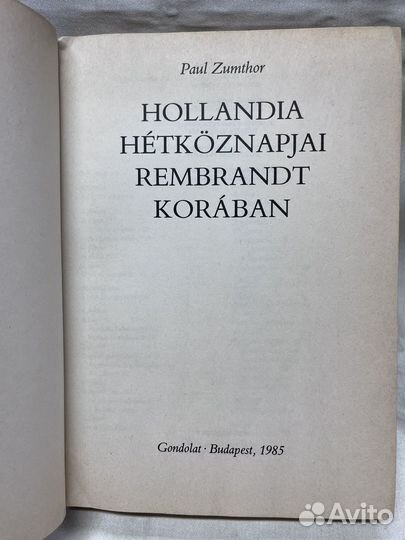 Paul Zumthor
HOLLANDIA
HÉTKÖZNAPJAI
REMBRANDT
KORÁBAN
Gondolat · Budapest, 1985
Avito